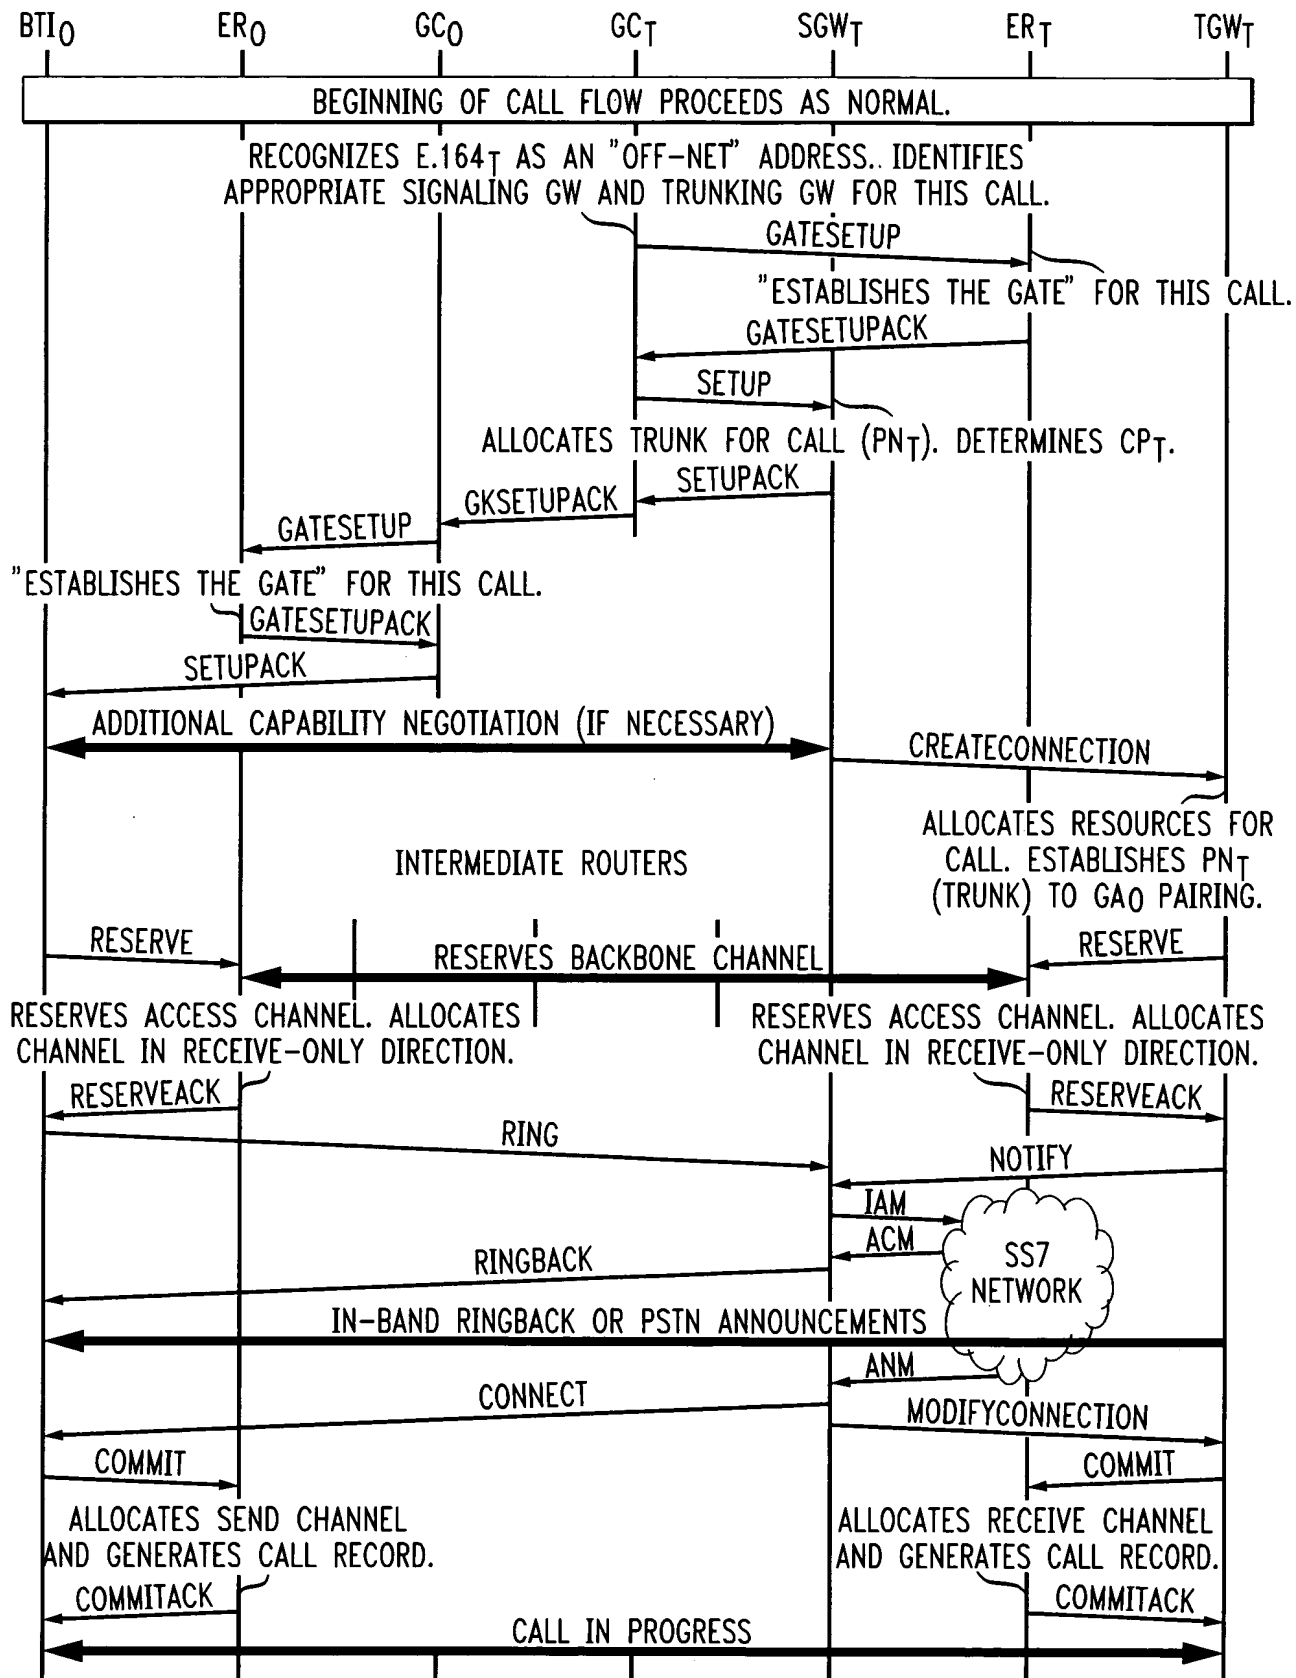 BTIO ERO GCO GCT SGWT ERT TGWT
BEGINNING OF CALL FLOW PROCEEDS AS NORMAL.
RECOGNIZES E.164T AS AN "OFF-NET" ADDRESS.. IDENTIFIES
APPROPRIATE SIGNALING GW AND TRUNKING GW FOR THIS CALL.
GATESETUP
"ESTABLISHES THE GATE" FOR THIS CALL.
GATESETUPACK
SETUP
ALLOCATES TRUNK FOR CALL (PNT). DETERMINES CPT.
SETUPACK
GKSETUPACK
GATESETUP
"ESTABLISHES THE GATE" FOR THIS CALL.
GATESETUPACK
SETUPACK
ADDITIONAL CAPABILITY NEGOTIATION (IF NECESSARY)
CREATECONNECTION
ALLOCATES RESOURCES FOR
CALL. ESTABLISHES PNT
(TRUNK) TO GAO PAIRING.
INTERMEDIATE ROUTERS
RESERVE
RESERVES BACKBONE CHANNEL
RESERVE
RESERVES ACCESS CHANNEL. ALLOCATES
CHANNEL IN RECEIVE-ONLY DIRECTION.
RESERVES ACCESS CHANNEL. ALLOCATES
CHANNEL IN RECEIVE-ONLY DIRECTION.
RESERVEACK
RESERVEACK
RING
NOTIFY
IAM
ACM
SS7
NETWORK
RINGBACK
IN-BAND RINGBACK OR PSTN ANNOUNCEMENTS
ANM
CONNECT
MODIFYCONNECTION
COMMIT
COMMIT
ALLOCATES SEND CHANNEL
AND GENERATES CALL RECORD.
ALLOCATES RECEIVE CHANNEL
AND GENERATES CALL RECORD.
COMMITACK
COMMITACK
CALL IN PROGRESS